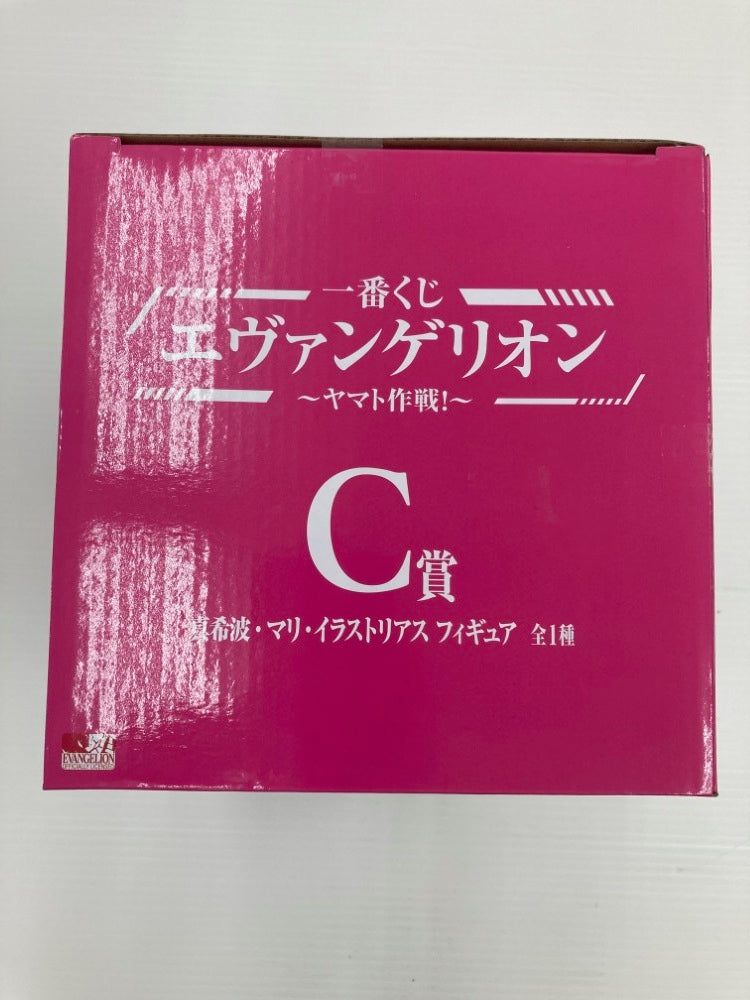 一番くじ
エヴァンゲリオン
～ヤマト作戦!～
C賞
真希波・マリ・イラストリアス フィギュア 全1種
EVANGELION